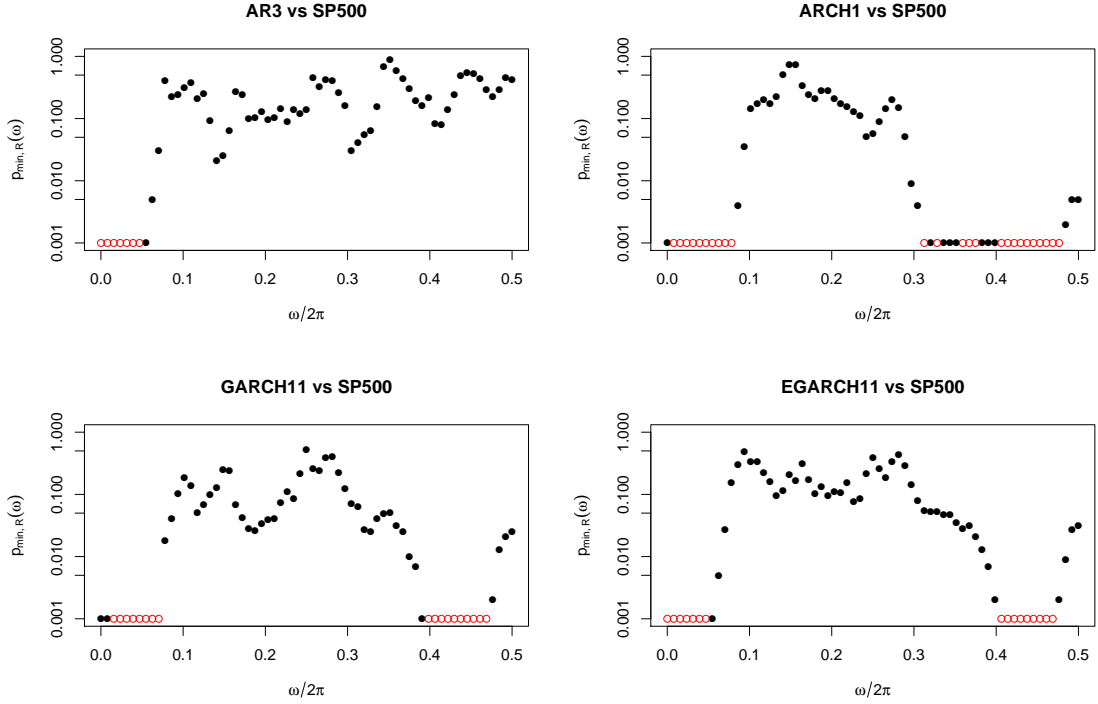 AR3 vs SP500
p_min, R(ω)
1.000
0.100
0.010
0.001
0.0 0.1 0.2 0.3 0.4 0.5
ω/2π
ARCH1 vs SP500
p_min, R(ω)
1.000
0.100
0.010
0.001
0.0 0.1 0.2 0.3 0.4 0.5
ω/2π
GARCH11 vs SP500
p_min, R(ω)
1.000
0.100
0.010
0.001
0.0 0.1 0.2 0.3 0.4 0.5
ω/2π
EGARCH11 vs SP500
p_min, R(ω)
1.000
0.100
0.010
0.001
0.0 0.1 0.2 0.3 0.4 0.5
ω/2π